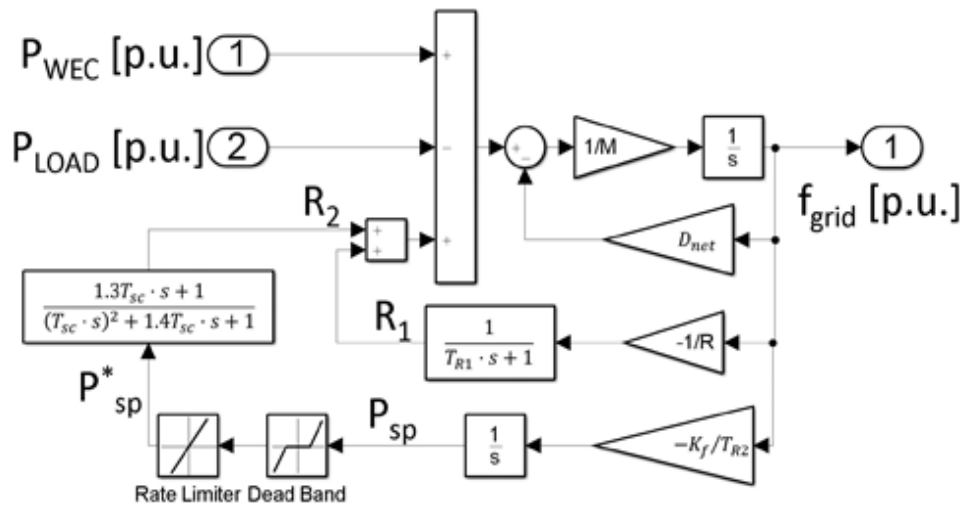 P_WEC [p.u.] 1
+
P_LOAD [p.u.] 2
−
+ −
1/M
1/s
1
f_grid [p.u.]
R_2
+
+
+
D_net
(1.3T_sc · s + 1)/((T_sc · s)^2 + 1.4T_sc · s + 1)
R_1
1/(T_R1 · s + 1)
-1/R
P*_sp
P_sp
1/s
−K_f/T_R2
Rate Limiter
Dead Band